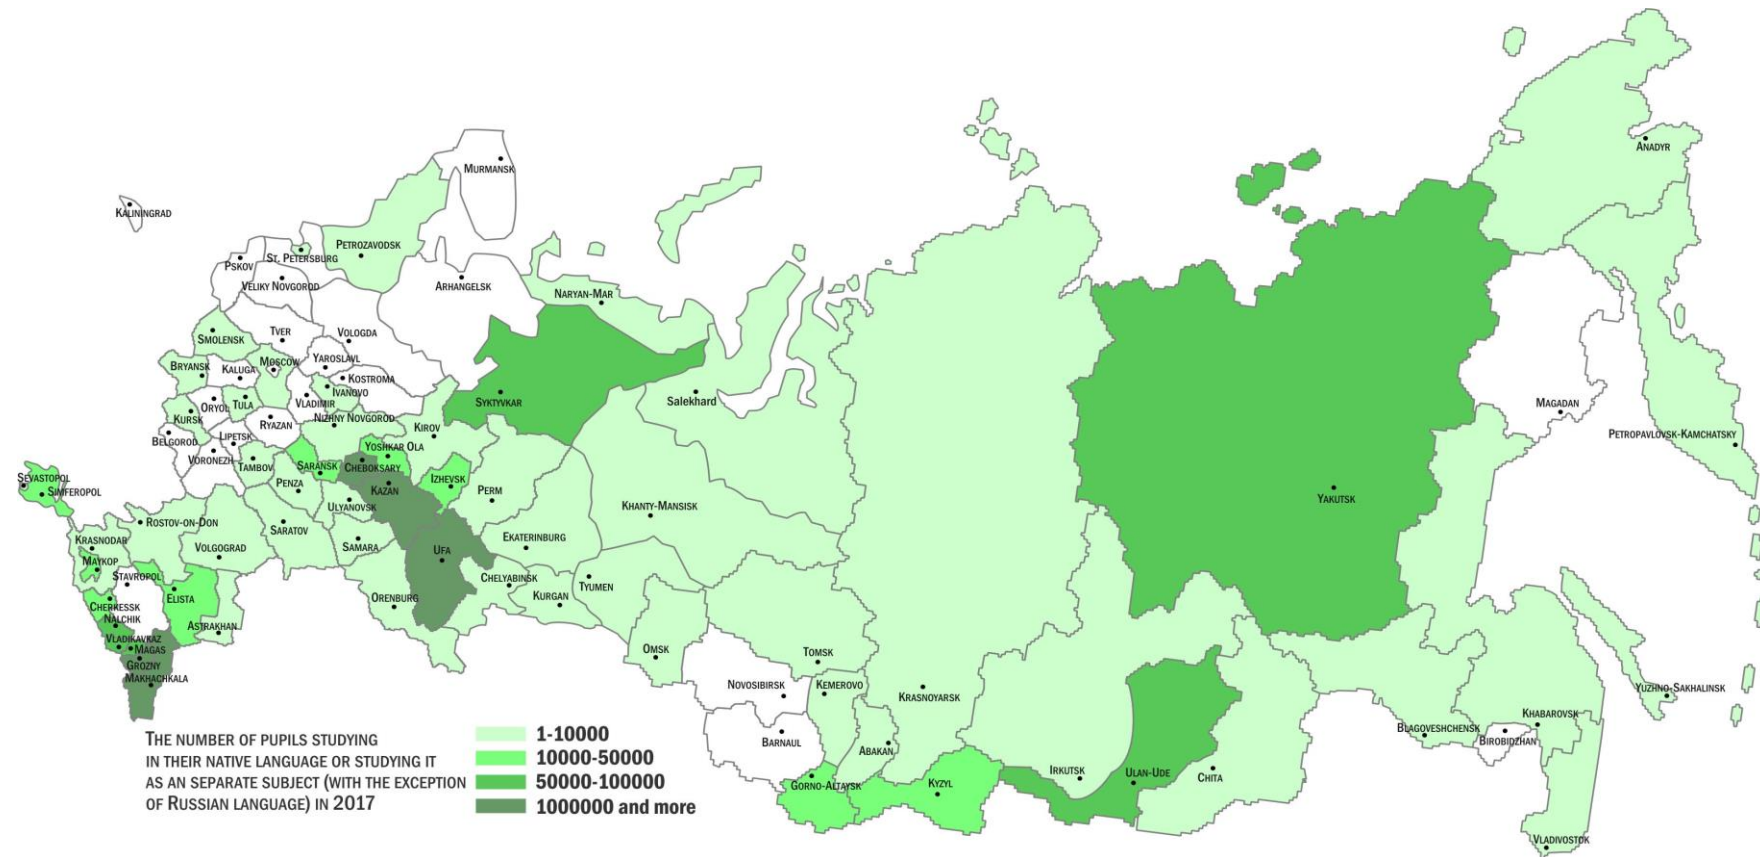 MURMANSK
KALININGRAD
PETROZAVODSK
ST. PETERSBURG
PSKOV
VELIKY NOVGOROD
ARHANGELSK
NARYAN-MAR
ANADYR
SMOLENSK
TVER
VOLOGDA
BRYANSK
KALUGA
MOSCOW
YAROSLAVL
KOSTROMA
IVANOVO
ORYOL
TULA
VLADIMIR
KURSK
RYAZAN
NIZHNY NOVGOROD
KIROV
SYKTYVKAR
Salekhard
MAGADAN
BELGOROD
LIPETSK
VORONEZH
TAMBOV
SARANSK
YOSHKAR OLA
CHEBOKSARY
PETROPAVLOVSK-KAMCHATSKY
SEVASTOPOL
SIMFEROPOL
PENZA
KAZAN
IZHEVSK
PERM
ULYANOVSK
KHANTY-MANSISK
YAKUTSK
ROSTOV-ON-DON
SARATOV
KRASNODAR
VOLGOGRAD
SAMARA
UFA
EKATERINBURG
MAYKOP
STAVROPOL
ELISTA
CHERKESSK
NALCHIK
ORENBURG
CHELYABINSK
KURGAN
TYUMEN
ASTRAKHAN
VLADIKAVKAZ
MAGAS
GROZNY
MAKHACHKALA
OMSK
TOMSK
NOVOSIBIRSK
KEMEROVO
KRASNOYARSK
BARNAUL
ABAKAN
GORNO-ALTAYSK
KYZYL
IRKUTSK
ULAN-UDE
CHITA
YUZHNO-SAKHALINSK
BLAGOVESHCHENSK
KHABAROVSK
BIROBIDZHAN
VLADIVOSTOK
THE NUMBER OF PUPILS STUDYING
IN THEIR NATIVE LANGUAGE OR STUDYING IT
AS AN SEPARATE SUBJECT (WITH THE EXCEPTION
OF RUSSIAN LANGUAGE) IN 2017
1-10000
10000-50000
50000-100000
1000000 and more